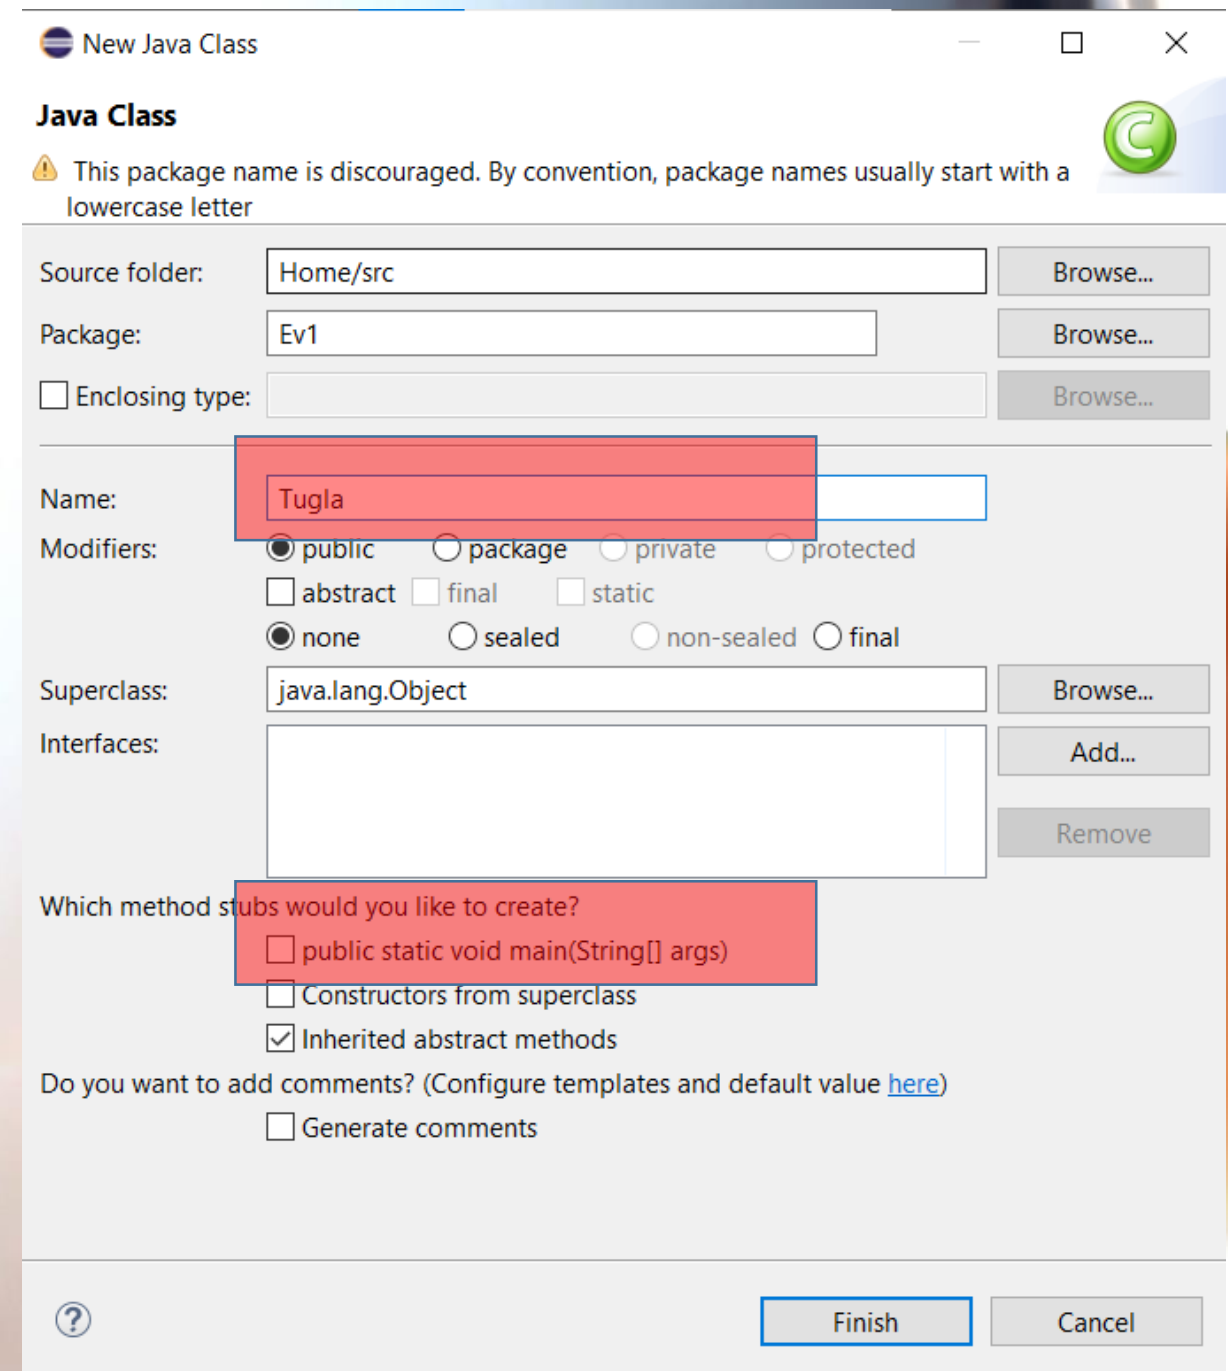 New Java Class
Java Class
This package name is discouraged. By convention, package names usually start with a
lowercase letter
Source folder: Home/src Browse...
Package: Ev1 Browse...
Enclosing type: Browse...
Name: Tugla
Modifiers: public package private protected
abstract final static
none sealed non-sealed final
Superclass: java.lang.Object Browse...
Interfaces: Add...
Remove
Which method stubs would you like to create?
public static void main(String[] args)
Constructors from superclass
Inherited abstract methods
Do you want to add comments? (Configure templates and default value here)
Generate comments
? Finish Cancel